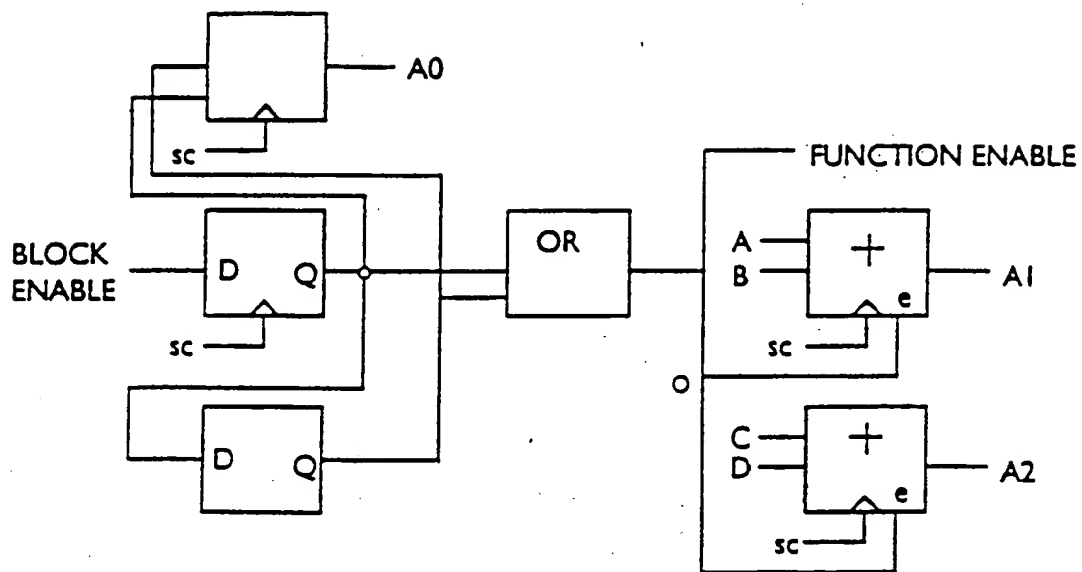 A0
sc
FUNCTION ENABLE
BLOCK
ENABLE
D Q
sc
OR
A
B
+
e
A1
sc
D Q
C
D
+
e
A2
sc